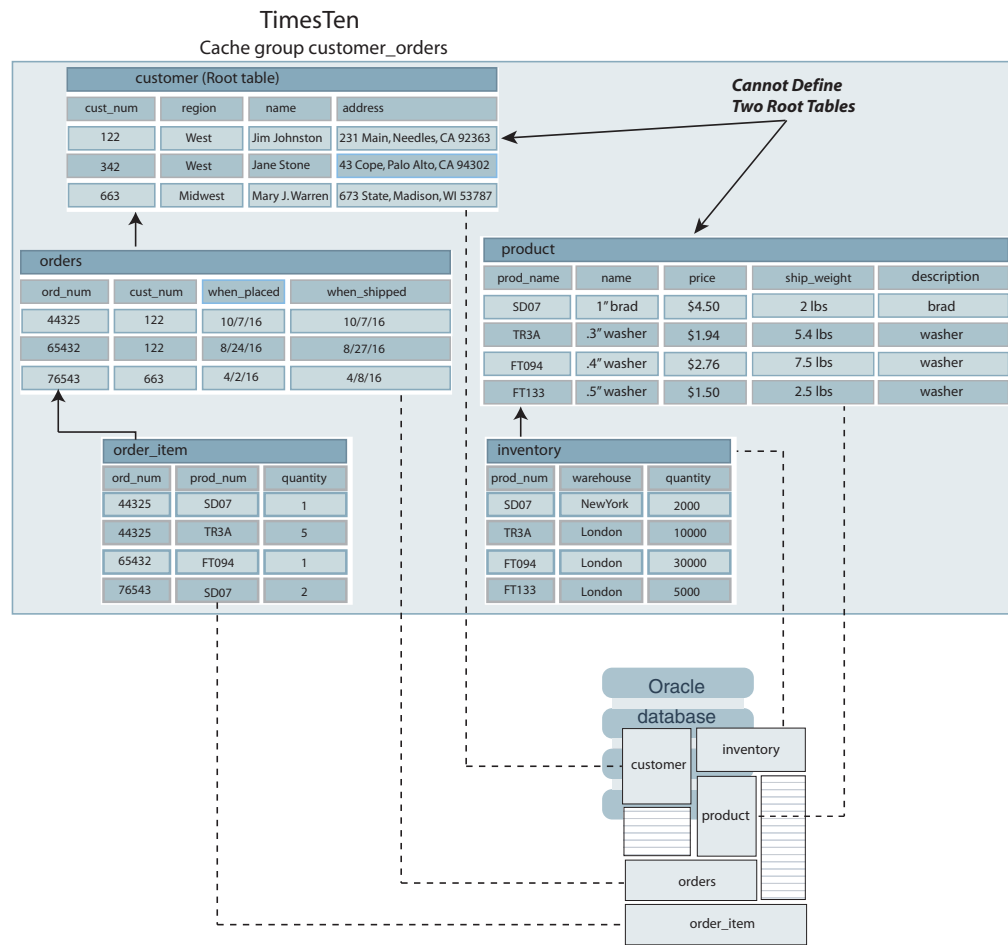 TimesTen
Cache group customer_orders
customer (Root table)
cust_num region name address
122 West Jim Johnston 231 Main, Needles, CA 92363
342 West Jane Stone 43 Cope, Palo Alto, CA 94302
663 Midwest Mary J. Warren 673 State, Madison, WI 53787
Cannot Define
Two Root Tables
orders
ord_num cust_num when_placed when_shipped
44325 122 10/7/16 10/7/16
65432 122 8/24/16 8/27/16
76543 663 4/2/16 4/8/16
product
prod_name name price ship_weight description
SD07 1” brad $4.50 2 lbs brad
TR3A .3” washer $1.94 5.4 lbs washer
FT094 .4” washer $2.76 7.5 lbs washer
FT133 .5” washer $1.50 2.5 lbs washer
order_item
ord_num prod_num quantity
44325 SD07 1
44325 TR3A 5
65432 FT094 1
76543 SD07 2
inventory
prod_num warehouse quantity
SD07 NewYork 2000
TR3A London 10000
FT094 London 30000
FT133 London 5000
Oracle
database
customer
inventory
product
orders
order_item